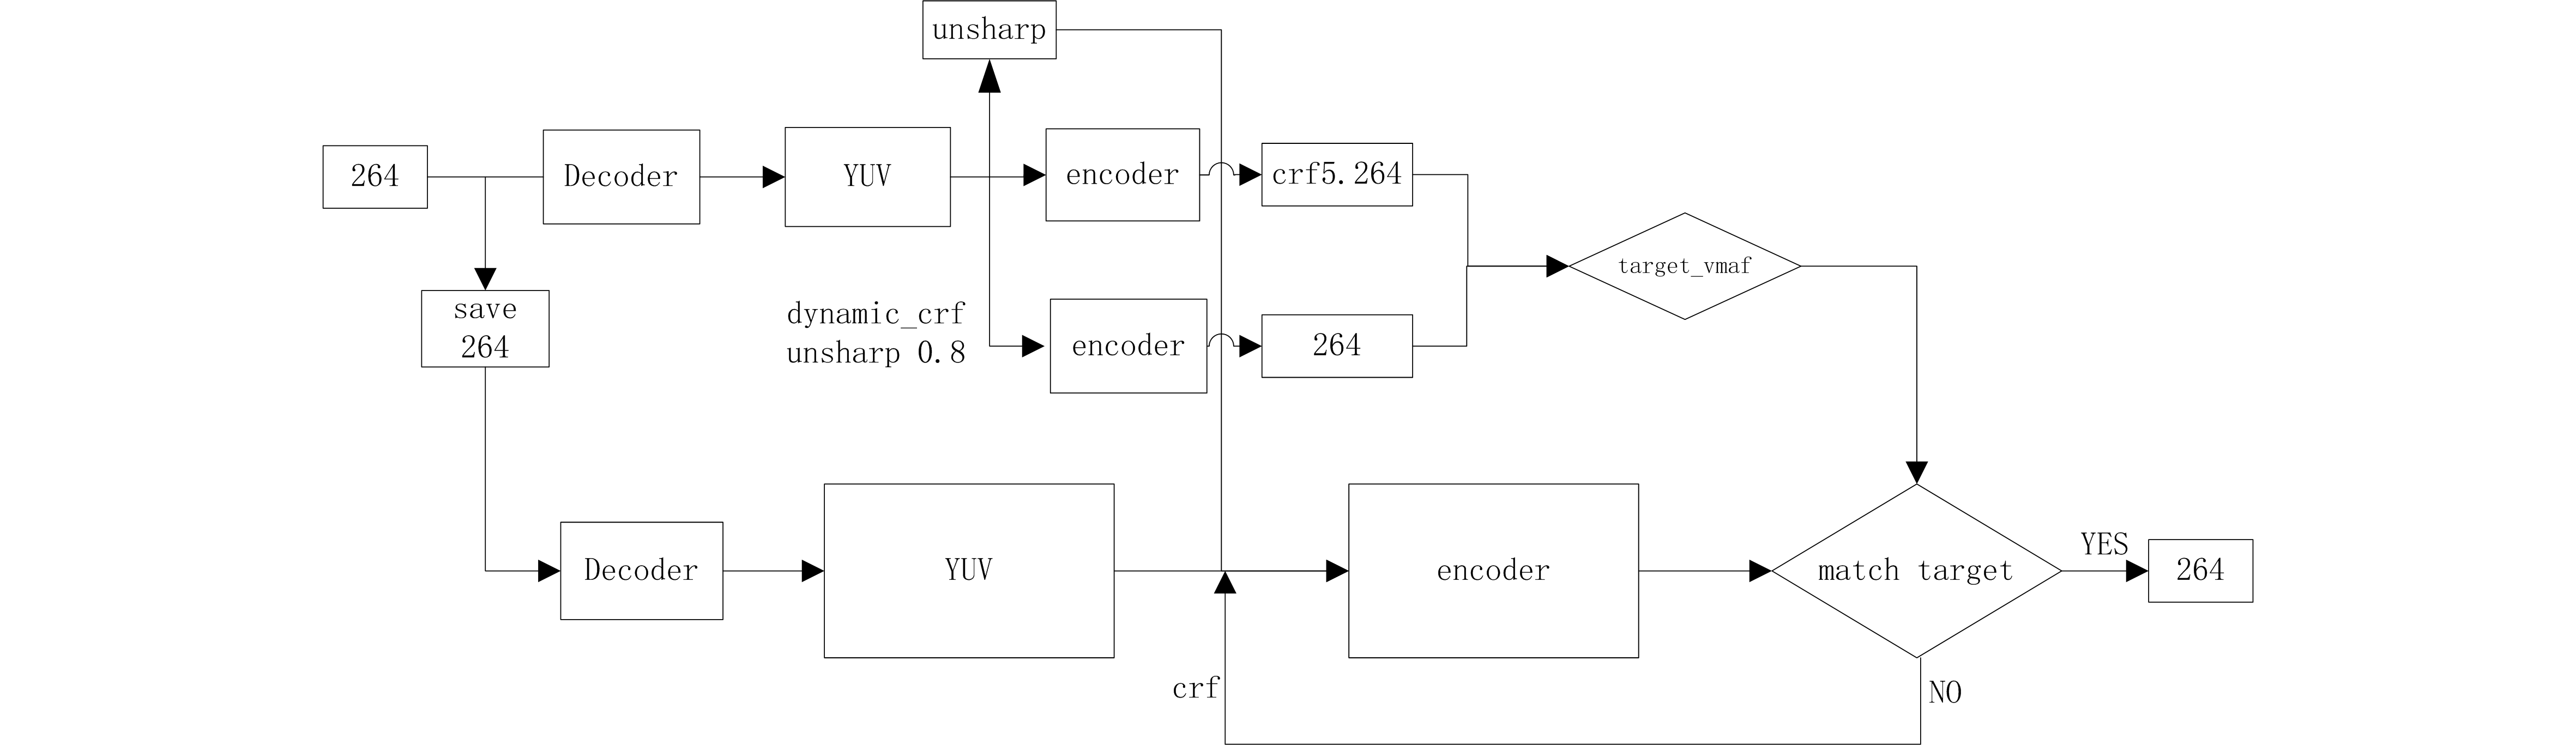 unsharp
264
Decoder
YUV
encoder
crf5.264
target_vmaf
save
264
dynamic_crf
unsharp 0.8
encoder
264
Decoder
YUV
encoder
match target
YES
264
crf
NO